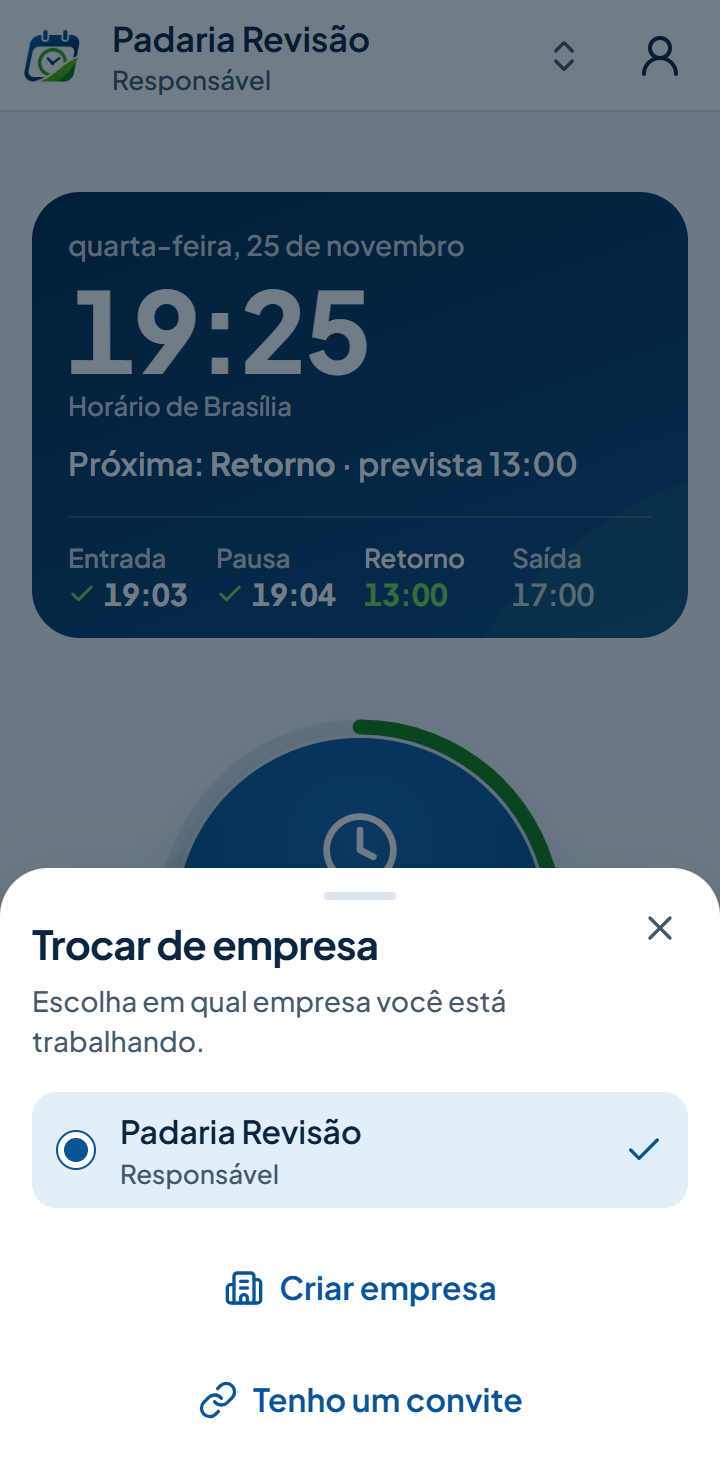 Padaria Revisão
Responsável
quarta-feira, 25 de novembro
19:25
Horário de Brasília
Próxima: Retorno · prevista 13:00
Entrada Pausa Retorno Saída
19:03 19:04 13:00 17:00
Trocar de empresa
Escolha em qual empresa você está
trabalhando.
Padaria Revisão
Responsável
Criar empresa
Tenho um convite